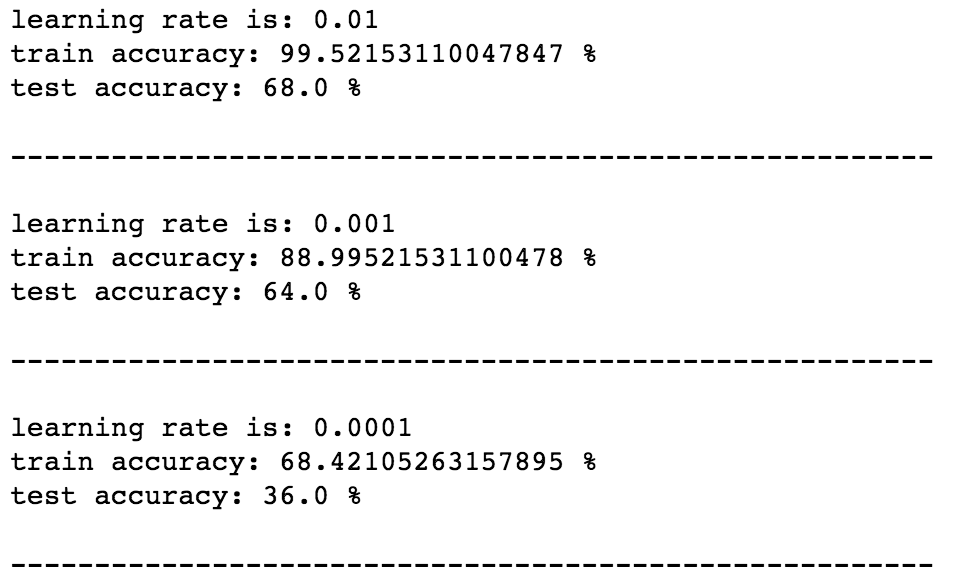 learning rate is: 0.01
train accuracy: 99.52153110047847 %
test accuracy: 68.0 %
-------------------------------------------------------
learning rate is: 0.001
train accuracy: 88.99521531100478 %
test accuracy: 64.0 %
-------------------------------------------------------
learning rate is: 0.0001
train accuracy: 68.42105263157895 %
test accuracy: 36.0 %
-------------------------------------------------------